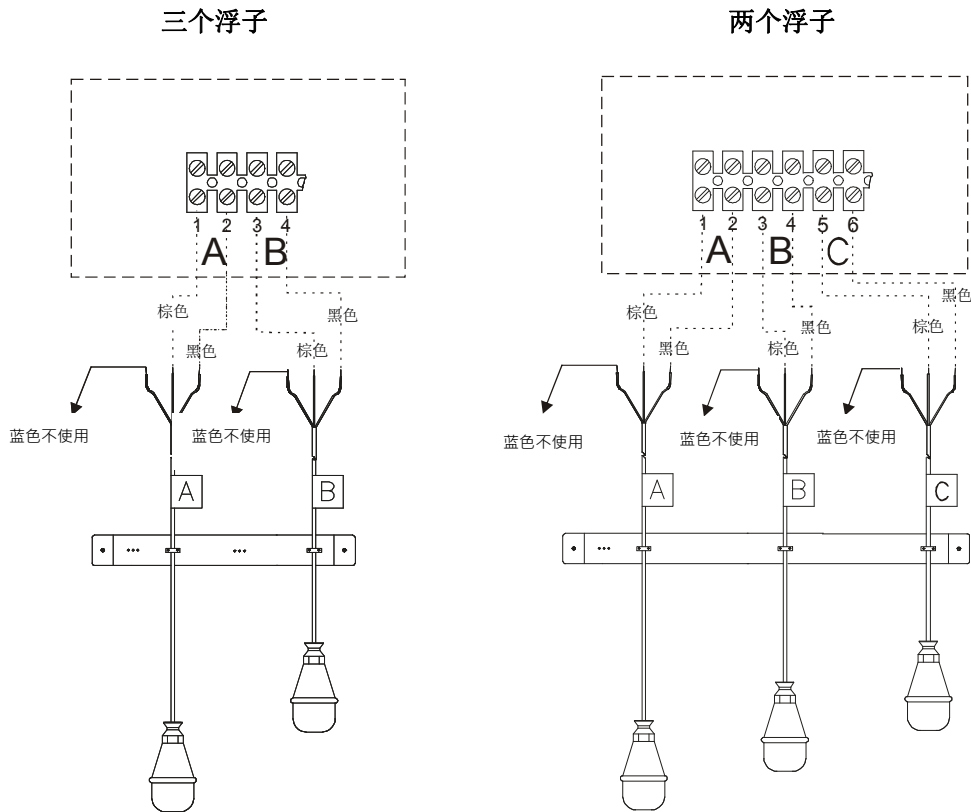 三个浮子
两个浮子
1 2 3 4
A B
棕色
黑色
棕色
黑色
蓝色不使用
蓝色不使用
A
B
1 2 3 4 5 6
A B C
棕色
黑色
棕色
黑色
棕色
黑色
蓝色不使用
蓝色不使用
蓝色不使用
A
B
C